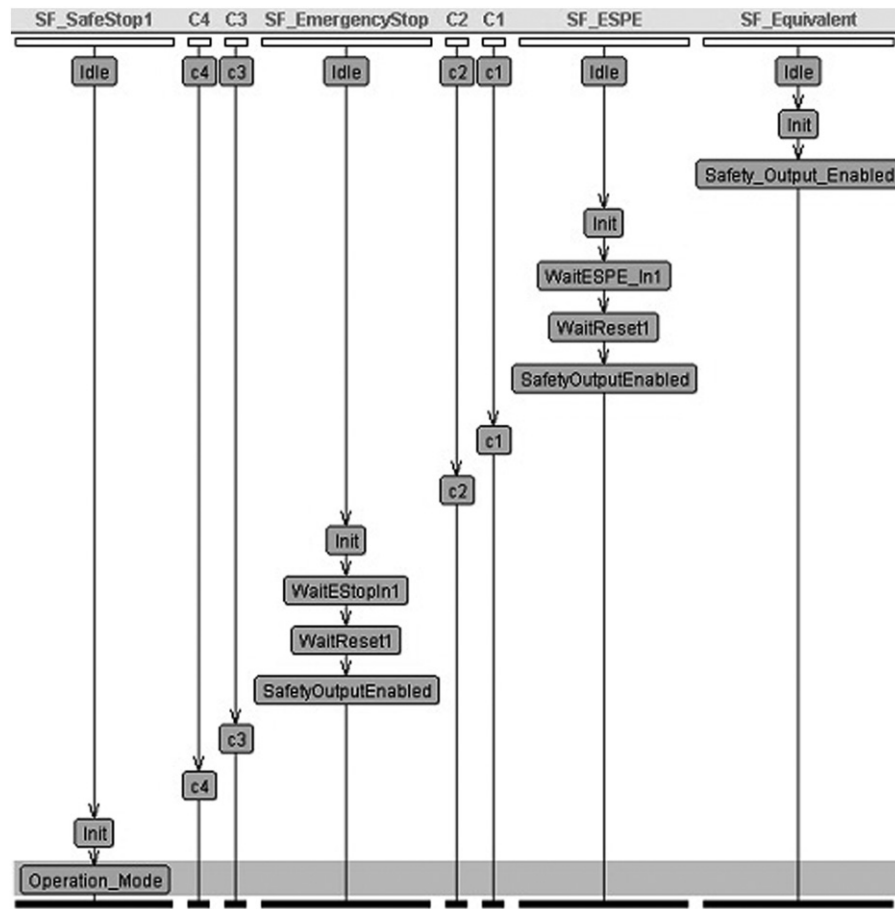 SF_SafeStop1 C4 C3 SF_EmergencyStop C2 C1 SF_ESPE SF_Equivalent
Idle c4 c3 Idle c2 c1 Idle Idle
Init
Safety_Output_Enabled
Init
WaitESPE_In1
WaitReset1
SafetyOutputEnabled
c1
c2
Init
WaitEStopIn1
WaitReset1
SafetyOutputEnabled
c3
c4
Init
Operation_Mode